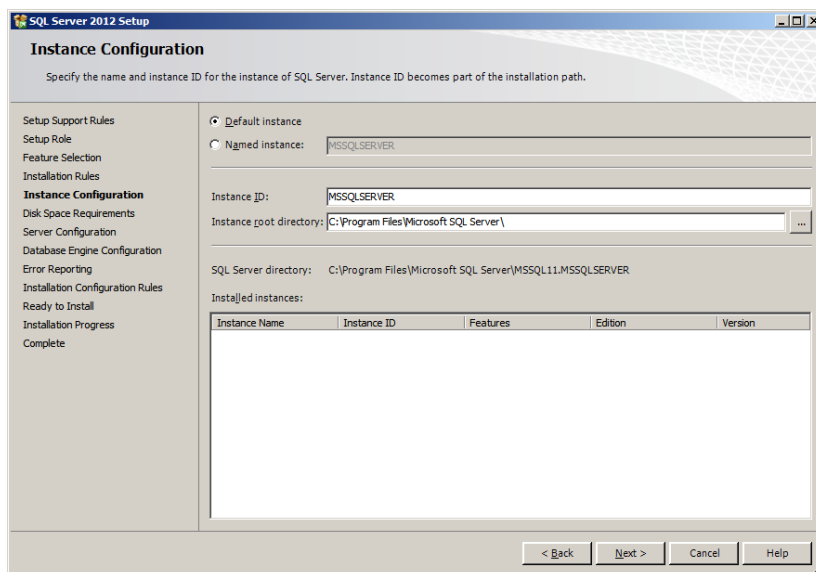 SQL Server 2012 Setup
Instance Configuration
Specify the name and instance ID for the instance of SQL Server. Instance ID becomes part of the installation path.
Setup Support Rules
Setup Role
Feature Selection
Installation Rules
Instance Configuration
Disk Space Requirements
Server Configuration
Database Engine Configuration
Error Reporting
Installation Configuration Rules
Ready to Install
Installation Progress
Complete
Default instance
Named instance: MSSQLSERVER
Instance ID: MSSQLSERVER
Instance root directory: C:\Program Files\Microsoft SQL Server\ ...
SQL Server directory: C:\Program Files\Microsoft SQL Server\MSSQL11.MSSQLSERVER
Installed instances:
Instance Name Instance ID Features Edition Version
< Back Next > Cancel Help